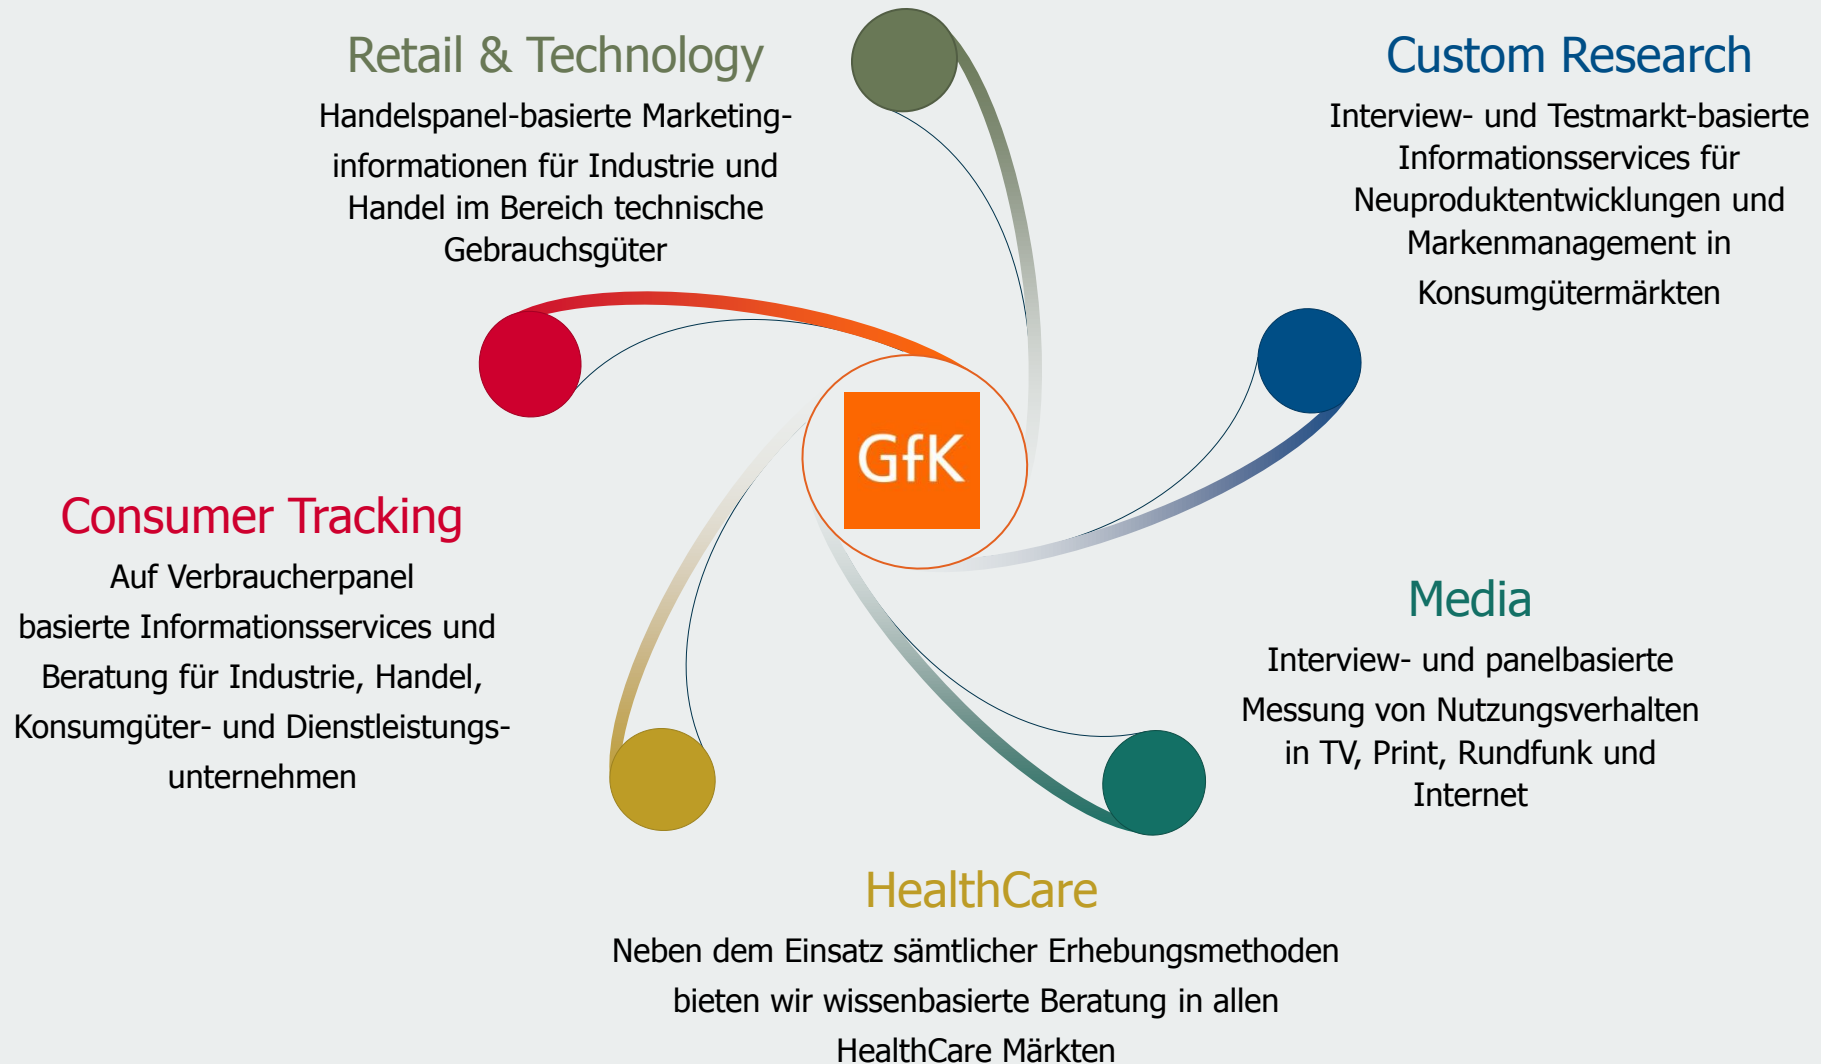 Retail & Technology
Handelspanel-basierte Marketing-
informationen für Industrie und
Handel im Bereich technische
Gebrauchsgüter
Custom Research
Interview- und Testmarkt-basierte
Informationsservices für
Neuproduktentwicklungen und
Markenmanagement in
Konsumgütermärkten
GfK
Consumer Tracking
Auf Verbraucherpanel
basierte Informationsservices und
Beratung für Industrie, Handel,
Konsumgüter- und Dienstleistungs-
unternehmen
Media
Interview- und panelbasierte
Messung von Nutzungsverhalten
in TV, Print, Rundfunk und
Internet
HealthCare
Neben dem Einsatz sämtlicher Erhebungsmethoden
bieten wir wissenbasierte Beratung in allen
HealthCare Märkten